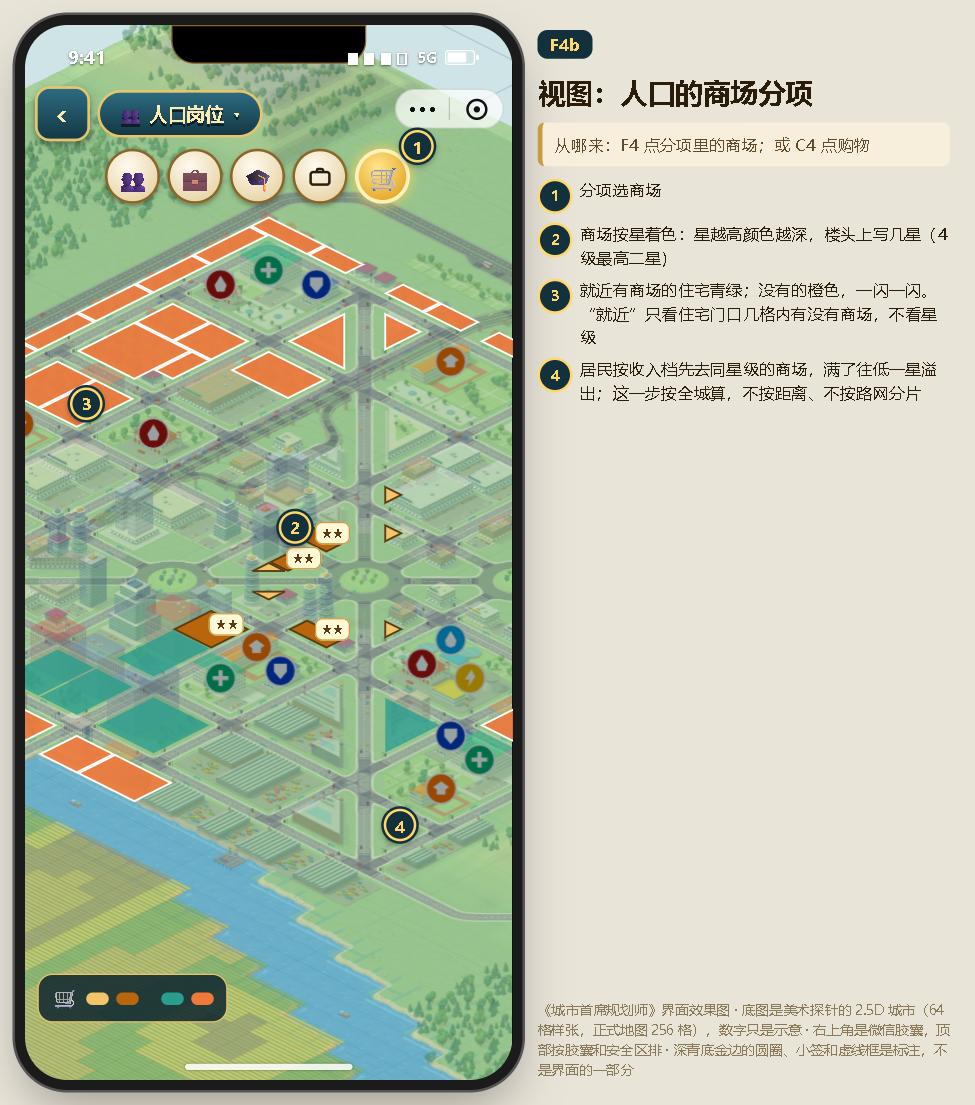 9:41
5G
人口岗位
1
3
2
★★
★★
★★
★★
4
F4b
视图：人口的商场分项
从哪来：F4 点分项里的商场；或 C4 点购物
1 分项选商场
2 商场按星着色：星越高颜色越深，楼头上写几星（4
级最高二星）
3 就近有商场的住宅青绿；没有的橙色，一闪一闪。
“就近”只看住宅门口几格内有没有商场，不看星
级
4 居民按收入档先去同星级的商场，满了往低一星溢
出；这一步按全城算，不按距离、不按路网分片
《城市首席规划师》界面效果图 · 底图是美术探针的 2.5D 城市（64
格样张，正式地图 256 格），数字只是示意 · 右上角是微信胶囊，顶
部按胶囊和安全区排 · 深青底金边的圆圈、小签和虚线框是标注，不
是界面的一部分